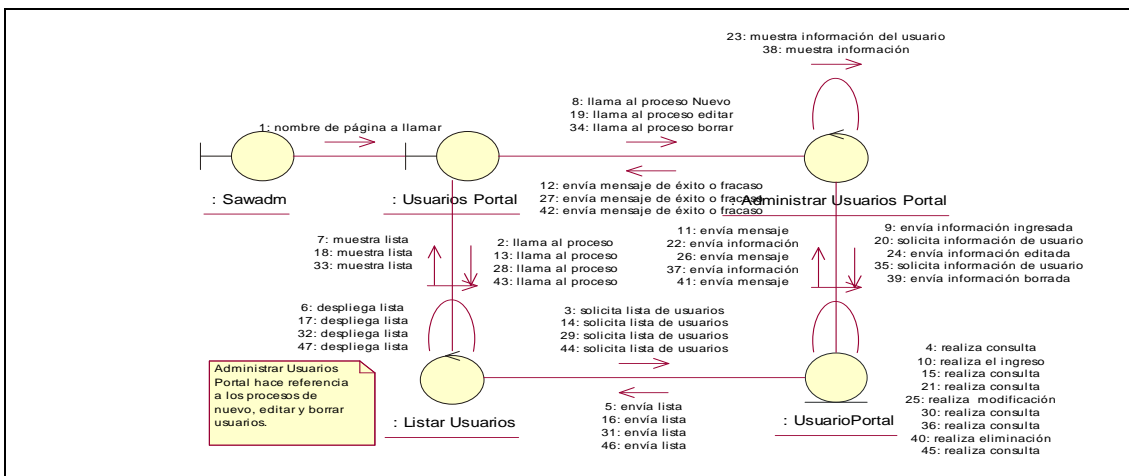 23: muestra información del usuario
38: muestra información
8: llama al proceso Nuevo
19: llama al proceso editar
34: llama al proceso borrar
1: nombre de página a llamar
12: envía mensaje de éxito o fracaso
27: envía mensaje de éxito o fracaso
42: envía mensaje de éxito o fracaso
: Sawadm
: Usuarios Portal
: Administrar Usuarios Portal
7: muestra lista
18: muestra lista
33: muestra lista
2: llama al proceso
13: llama al proceso
28: llama al proceso
43: llama al proceso
11: envía mensaje
22: envía información
26: envía mensaje
37: envía información
41: envía mensaje
9: envía información ingresada
20: solicita información de usuario
24: envía información editada
35: solicita información de usuario
39: envía información borrada
6: despliega lista
17: despliega lista
32: despliega lista
47: despliega lista
3: solicita lista de usuarios
14: solicita lista de usuarios
29: solicita lista de usuarios
44: solicita lista de usuarios
4: realiza consulta
10: realiza el ingreso
15: realiza consulta
21: realiza consulta
25: realiza modificación
30: realiza consulta
36: realiza consulta
40: realiza eliminación
45: realiza consulta
Administrar Usuarios
Portal hace referencia
a los procesos de
nuevo, editar y borrar
usuarios.
: Listar Usuarios
5: envía lista
16: envía lista
31: envía lista
46: envía lista
: UsuarioPortal